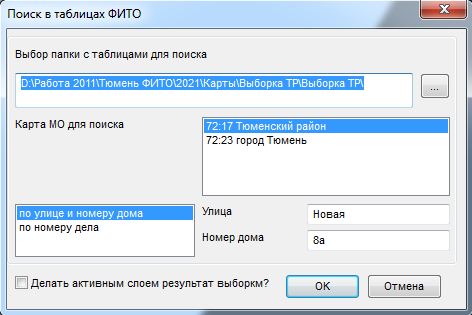 Поиск в таблицах ФИТО
Выбор папки с таблицами для поиска
D:\Работа 2011\Тюмень ФИТО\2021\Карты\Выборка ТР\Выборка ТР\
...
Карта МО для поиска
72:17 Тюменский район
72:23 город Тюмень
по улице и номеру дома
по номеру дела
Улица
Новая
Номер дома
8а
Делать активным слоем результат выборкм?
OK
Отмена